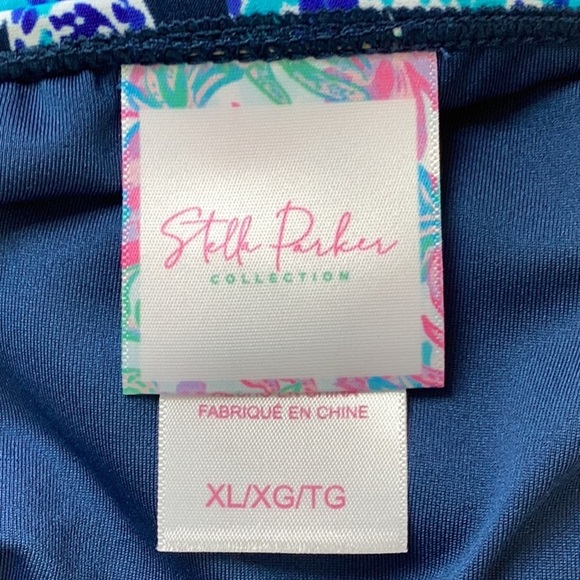 Stella Parker
COLLECTION
FABRIQUÉ EN CHINE
XL/XG/TG